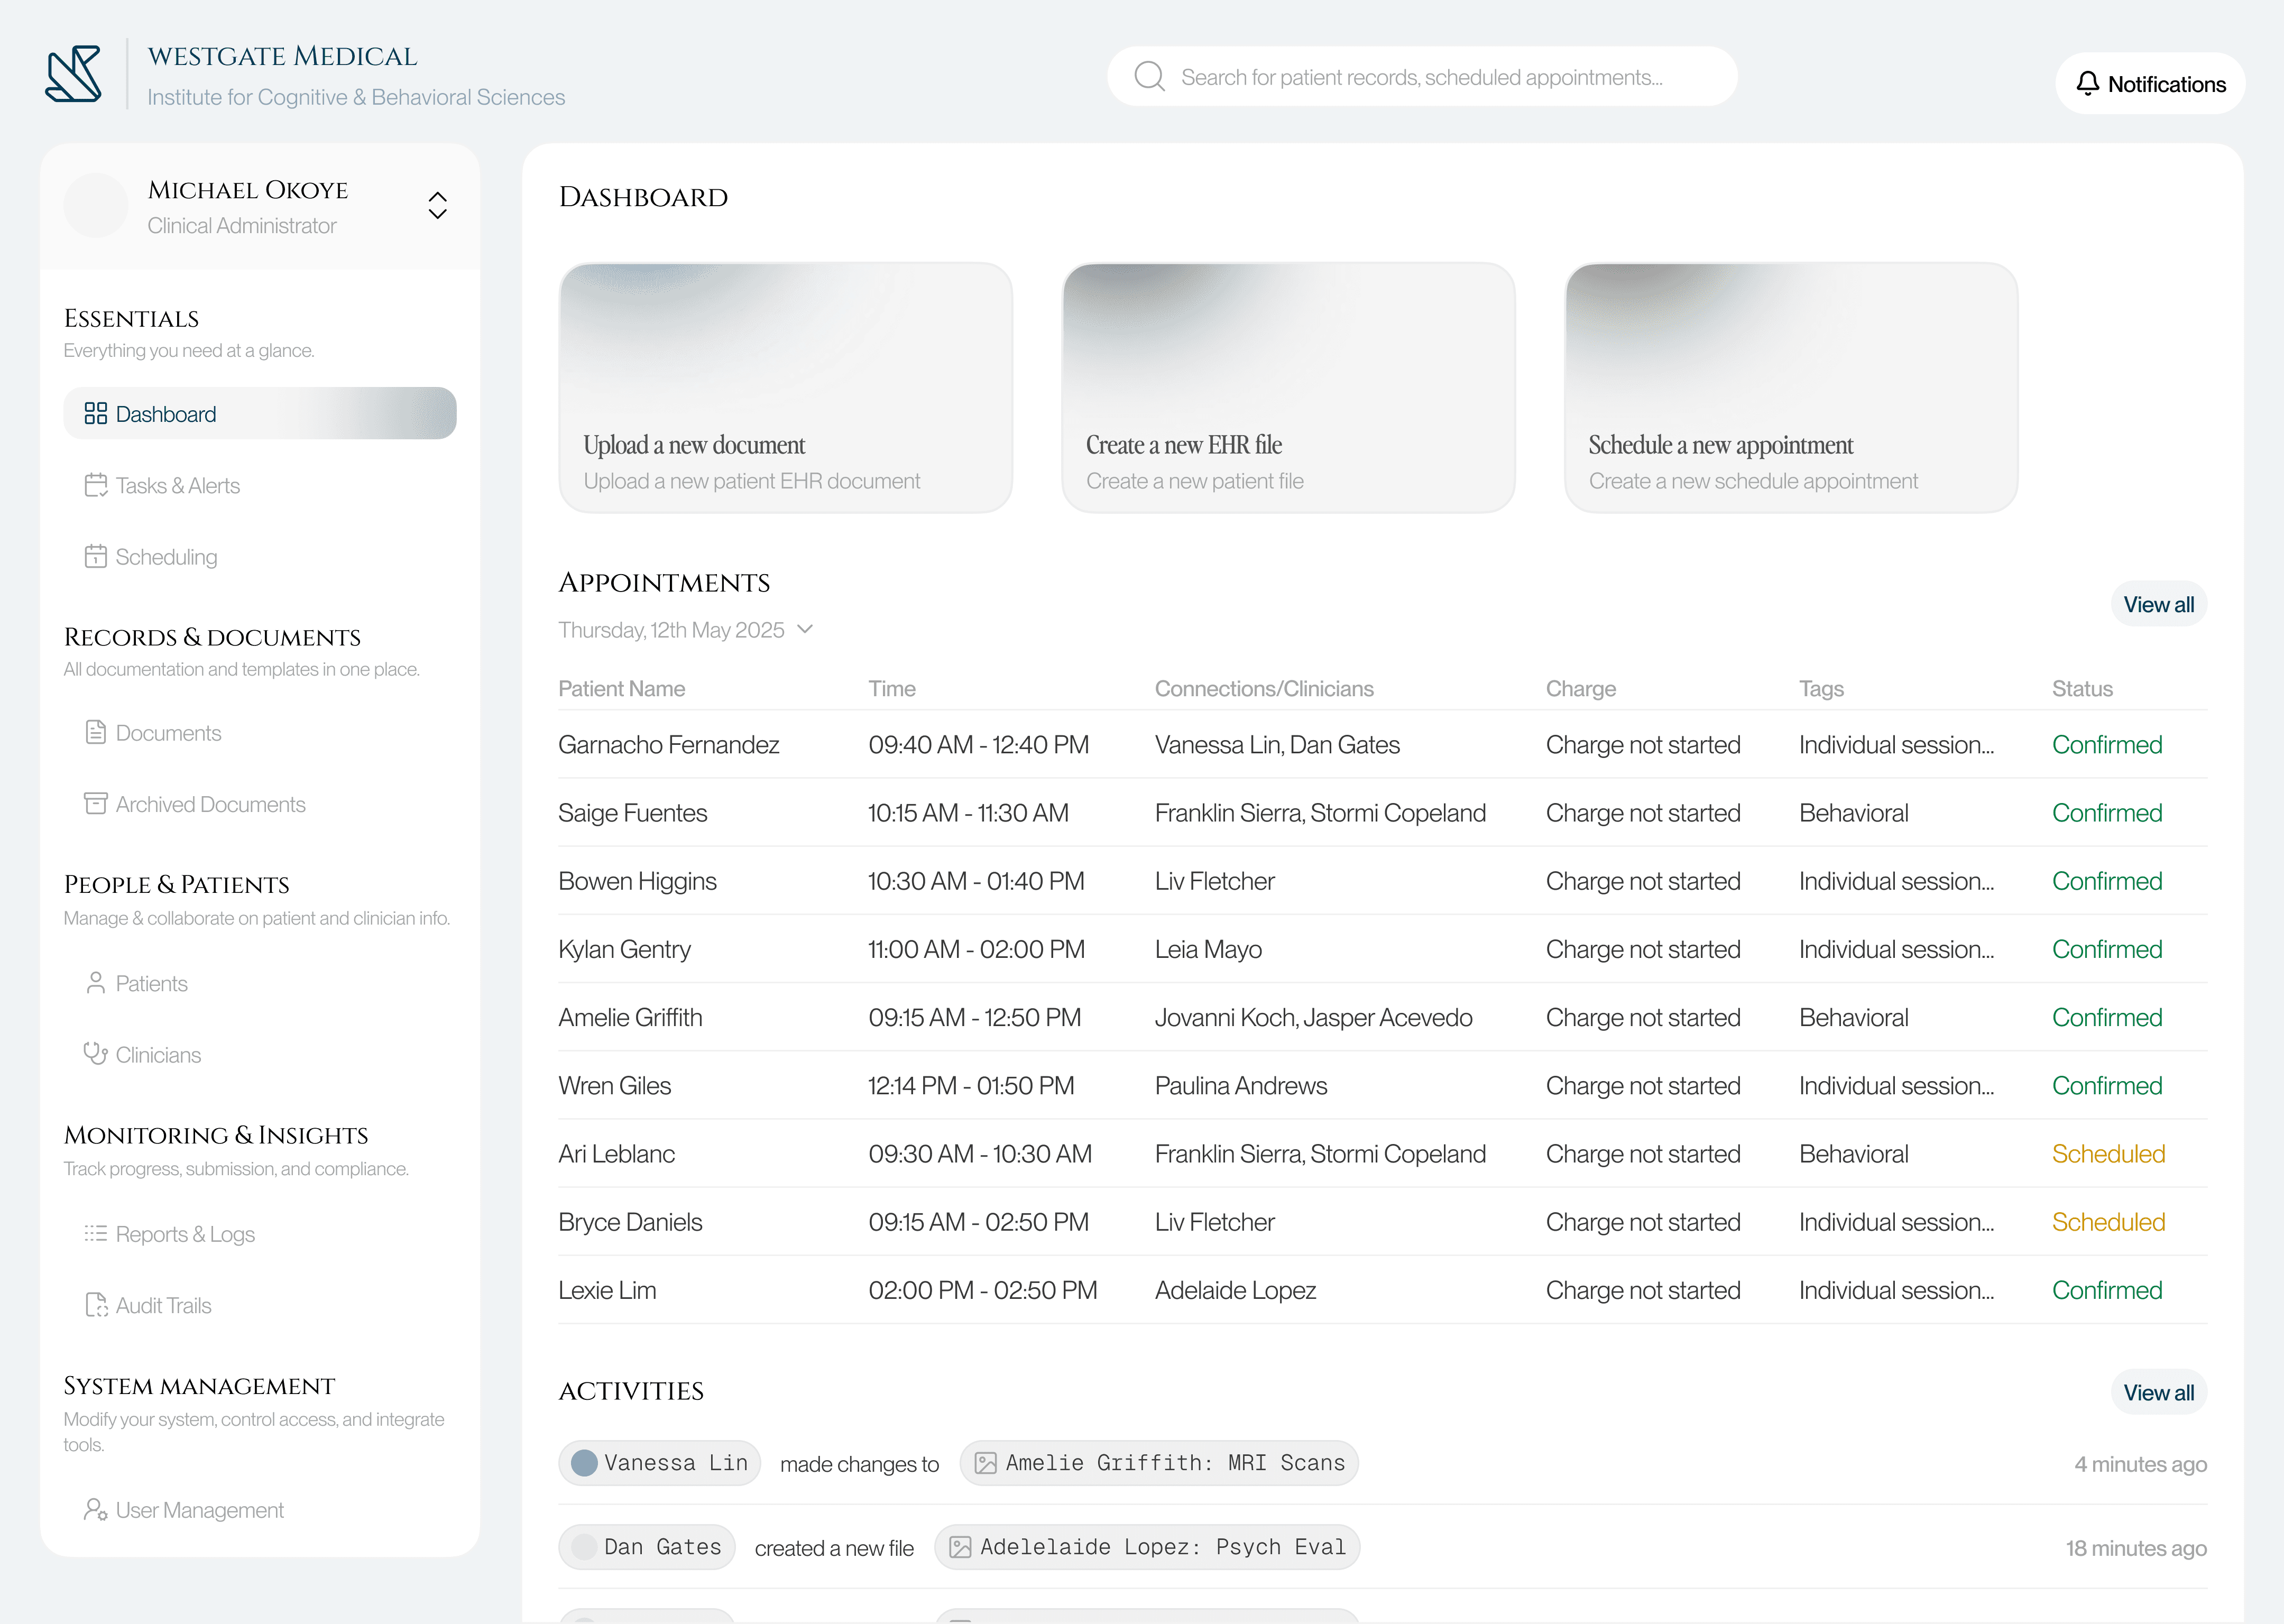 WESTGATE MEDICAL
Institute for Cognitive & Behavioral Sciences
Search for patient records, scheduled appointments...
Notifications
MICHAEL OKOYE
Clinical Administrator
ESSENTIALS
Everything you need at a glance.
Dashboard
Tasks & Alerts
Scheduling
RECORDS & DOCUMENTS
All documentation and templates in one place.
Documents
Archived Documents
PEOPLE & PATIENTS
Manage & collaborate on patient and clinician info.
Patients
Clinicians
MONITORING & INSIGHTS
Track progress, submission, and compliance.
Reports & Logs
Audit Trails
SYSTEM MANAGEMENT
Modify your system, control access, and integrate
tools.
User Management
DASHBOARD
Upload a new document
Upload a new patient EHR document
Create a new EHR file
Create a new patient file
Schedule a new appointment
Create a new schedule appointment
APPOINTMENTS
View all
Thursday, 12th May 2025
Patient Name Time Connections/Clinicians Charge Tags Status
Garnacho Fernandez 09:40 AM - 12:40 PM Vanessa Lin, Dan Gates Charge not started Individual session... Confirmed
Saige Fuentes 10:15 AM - 11:30 AM Franklin Sierra, Stormi Copeland Charge not started Behavioral Confirmed
Bowen Higgins 10:30 AM - 01:40 PM Liv Fletcher Charge not started Individual session... Confirmed
Kylan Gentry 11:00 AM - 02:00 PM Leia Mayo Charge not started Individual session... Confirmed
Amelie Griffith 09:15 AM - 12:50 PM Jovanni Koch, Jasper Acevedo Charge not started Behavioral Confirmed
Wren Giles 12:14 PM - 01:50 PM Paulina Andrews Charge not started Individual session... Confirmed
Ari Leblanc 09:30 AM - 10:30 AM Franklin Sierra, Stormi Copeland Charge not started Behavioral Scheduled
Bryce Daniels 09:15 AM - 02:50 PM Liv Fletcher Charge not started Individual session... Scheduled
Lexie Lim 02:00 PM - 02:50 PM Adelaide Lopez Charge not started Individual session... Confirmed
ACTIVITIES
View all
Vanessa Lin made changes to Amelie Griffith: MRI Scans 4 minutes ago
Dan Gates created a new file Adelelaide Lopez: Psych Eval 18 minutes ago